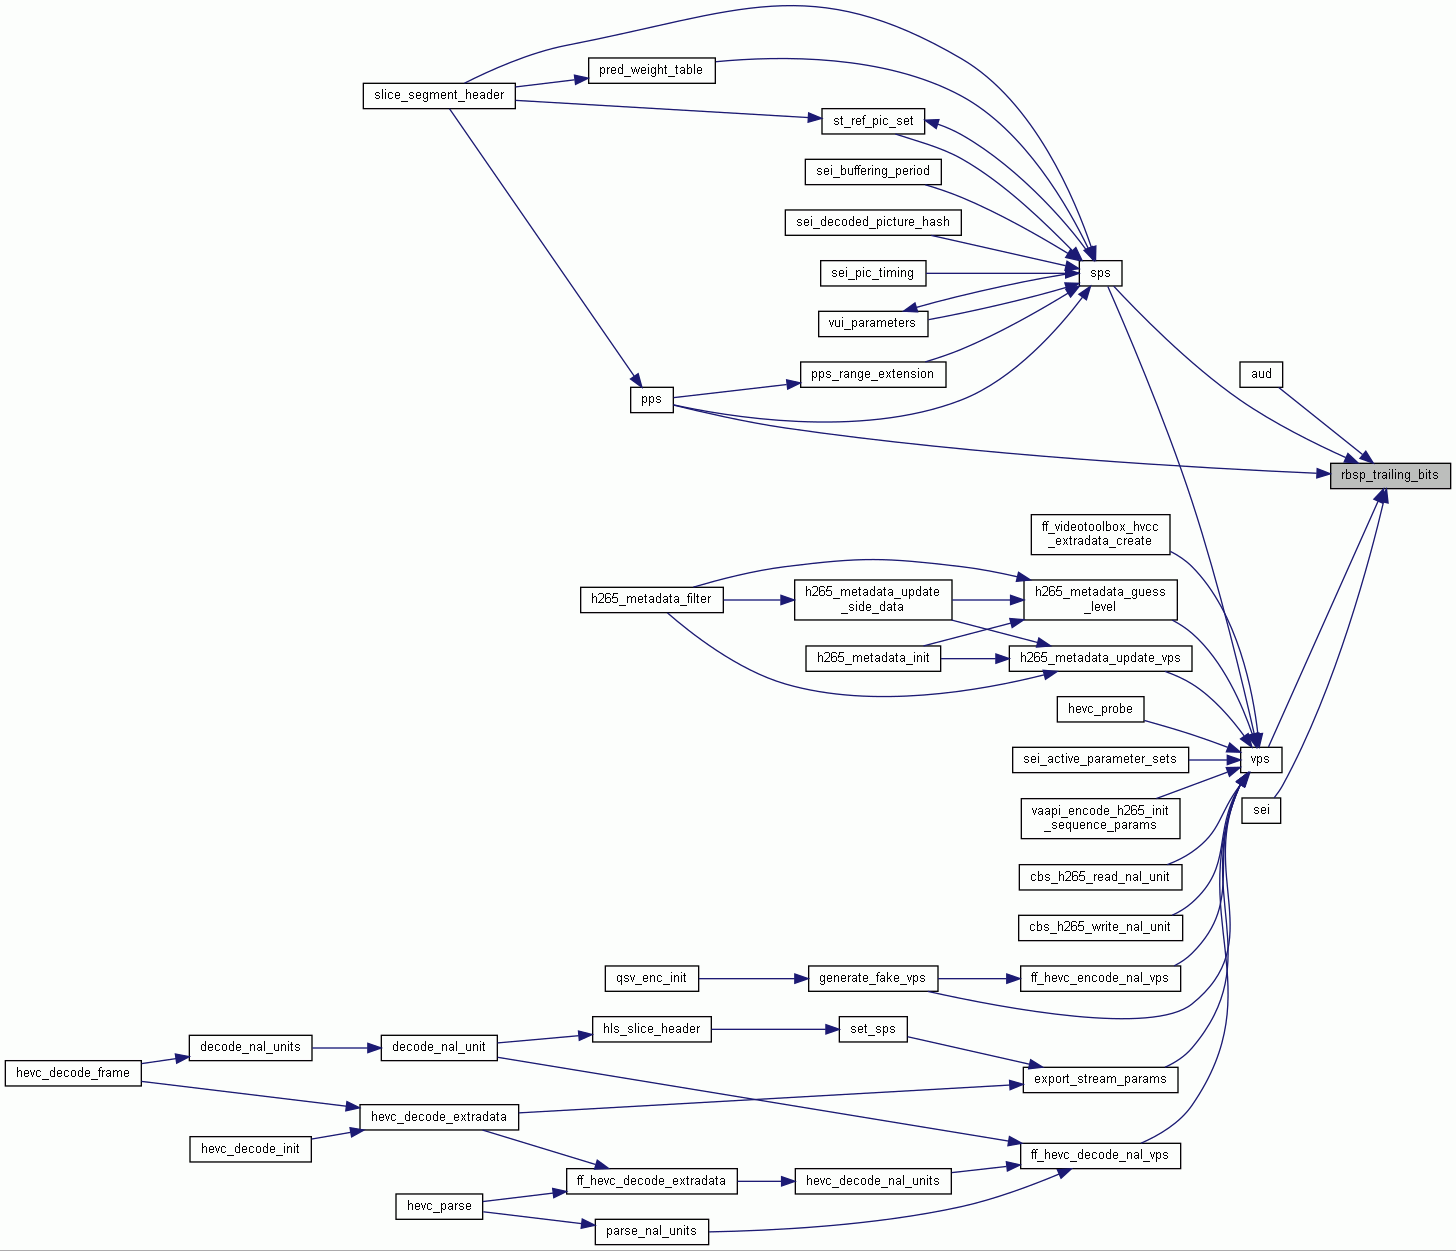 pred_weight_table
slice_segment_header
st_ref_pic_set
sei_buffering_period
sei_decoded_picture_hash
sei_pic_timing
sps
vui_parameters
pps_range_extension
aud
pps
rbsp_trailing_bits
ff_videotoolbox_hvcc
_extradata_create
h265_metadata_filter
h265_metadata_update
_side_data
h265_metadata_guess
_level
h265_metadata_init
h265_metadata_update_vps
hevc_probe
sei_active_parameter_sets
vps
vaapi_encode_h265_init
_sequence_params
sei
cbs_h265_read_nal_unit
cbs_h265_write_nal_unit
qsv_enc_init
generate_fake_vps
ff_hevc_encode_nal_vps
hls_slice_header
set_sps
decode_nal_units
decode_nal_unit
hevc_decode_frame
export_stream_params
hevc_decode_extradata
hevc_decode_init
ff_hevc_decode_nal_vps
ff_hevc_decode_extradata
hevc_decode_nal_units
hevc_parse
parse_nal_units